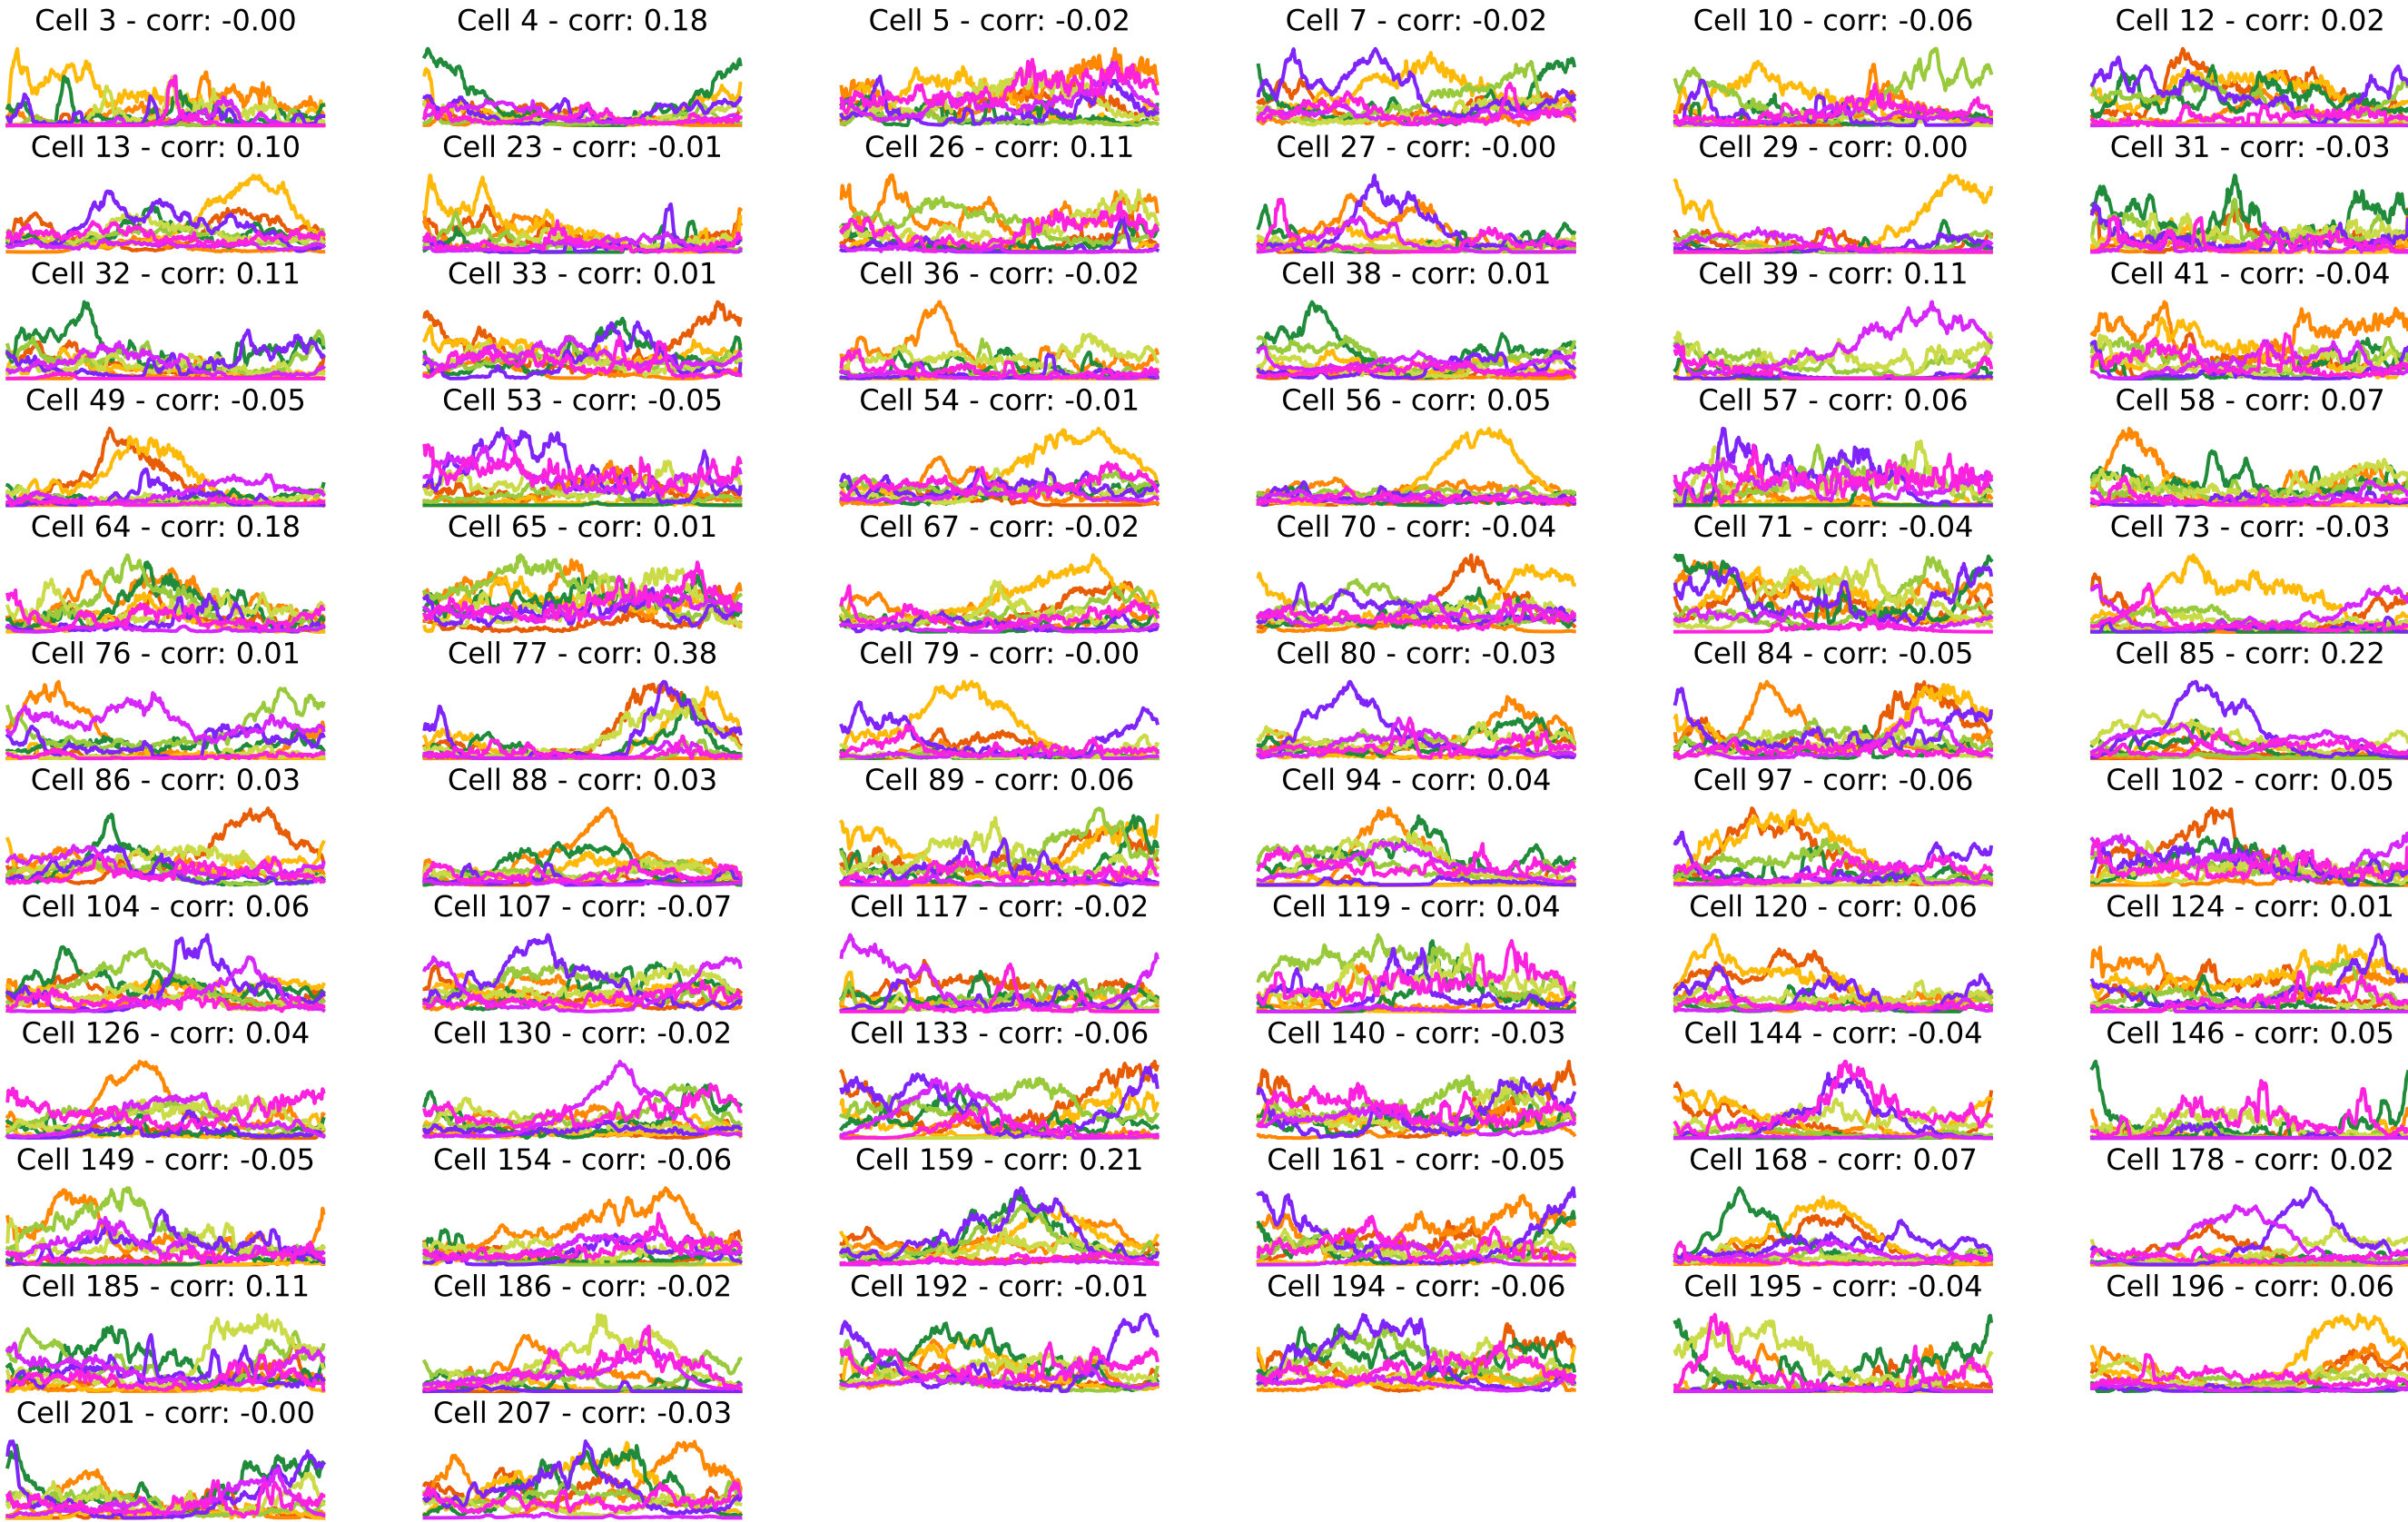 Cell 3 - corr: -0.00 Cell 4 - corr: 0.18 Cell 5 - corr: -0.02 Cell 7 - corr: -0.02 Cell 10 - corr: -0.06 Cell 12 - corr: 0.02
Cell 13 - corr: 0.10 Cell 23 - corr: -0.01 Cell 26 - corr: 0.11 Cell 27 - corr: -0.00 Cell 29 - corr: 0.00 Cell 31 - corr: -0.03
Cell 32 - corr: 0.11 Cell 33 - corr: 0.01 Cell 36 - corr: -0.02 Cell 38 - corr: 0.01 Cell 39 - corr: 0.11 Cell 41 - corr: -0.04
Cell 49 - corr: -0.05 Cell 53 - corr: -0.05 Cell 54 - corr: -0.01 Cell 56 - corr: 0.05 Cell 57 - corr: 0.06 Cell 58 - corr: 0.07
Cell 64 - corr: 0.18 Cell 65 - corr: 0.01 Cell 67 - corr: -0.02 Cell 70 - corr: -0.04 Cell 71 - corr: -0.04 Cell 73 - corr: -0.03
Cell 76 - corr: 0.01 Cell 77 - corr: 0.38 Cell 79 - corr: -0.00 Cell 80 - corr: -0.03 Cell 84 - corr: -0.05 Cell 85 - corr: 0.22
Cell 86 - corr: 0.03 Cell 88 - corr: 0.03 Cell 89 - corr: 0.06 Cell 94 - corr: 0.04 Cell 97 - corr: -0.06 Cell 102 - corr: 0.05
Cell 104 - corr: 0.06 Cell 107 - corr: -0.07 Cell 117 - corr: -0.02 Cell 119 - corr: 0.04 Cell 120 - corr: 0.06 Cell 124 - corr: 0.01
Cell 126 - corr: 0.04 Cell 130 - corr: -0.02 Cell 133 - corr: -0.06 Cell 140 - corr: -0.03 Cell 144 - corr: -0.04 Cell 146 - corr: 0.05
Cell 149 - corr: -0.05 Cell 154 - corr: -0.06 Cell 159 - corr: 0.21 Cell 161 - corr: -0.05 Cell 168 - corr: 0.07 Cell 178 - corr: 0.02
Cell 185 - corr: 0.11 Cell 186 - corr: -0.02 Cell 192 - corr: -0.01 Cell 194 - corr: -0.06 Cell 195 - corr: -0.04 Cell 196 - corr: 0.06
Cell 201 - corr: -0.00 Cell 207 - corr: -0.03